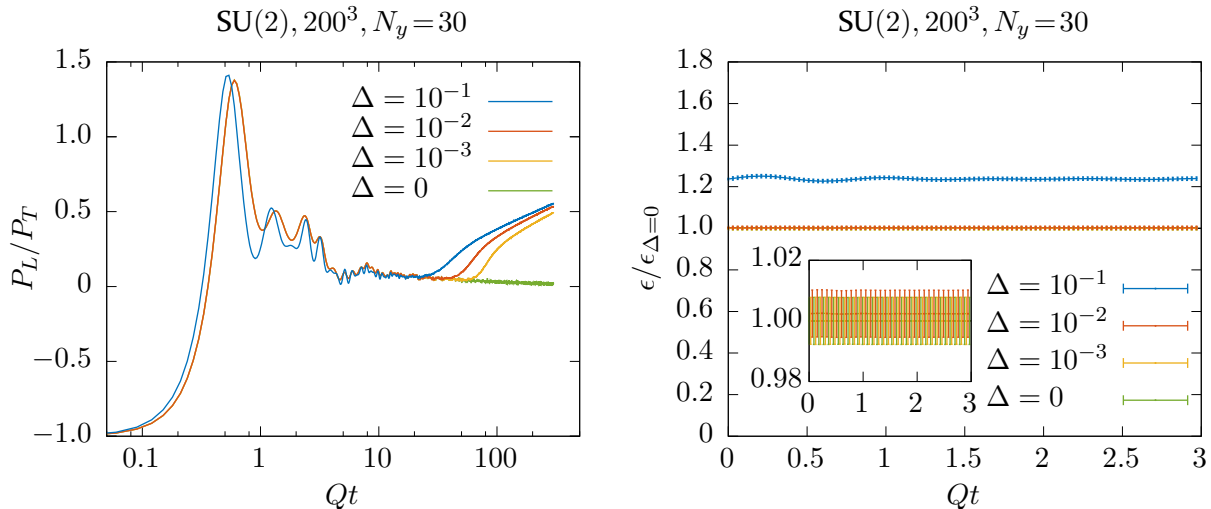 SU(2), 200³, N_y=30
1.5
1.0
0.5
0
−0.5
−1.0
P_L/P_T
Δ = 10⁻¹
Δ = 10⁻²
Δ = 10⁻³
Δ = 0
0.1 1 10 100
Qt
SU(2), 200³, N_y=30
1.8
1.6
1.4
1.2
1.0
0.8
0.6
0.4
0.2
0
ϵ/ϵ_{Δ=0}
1.02
1.00
0.98
0 1 2 3
Δ = 10⁻¹
Δ = 10⁻²
Δ = 10⁻³
Δ = 0
0 0.5 1 1.5 2 2.5 3
Qt